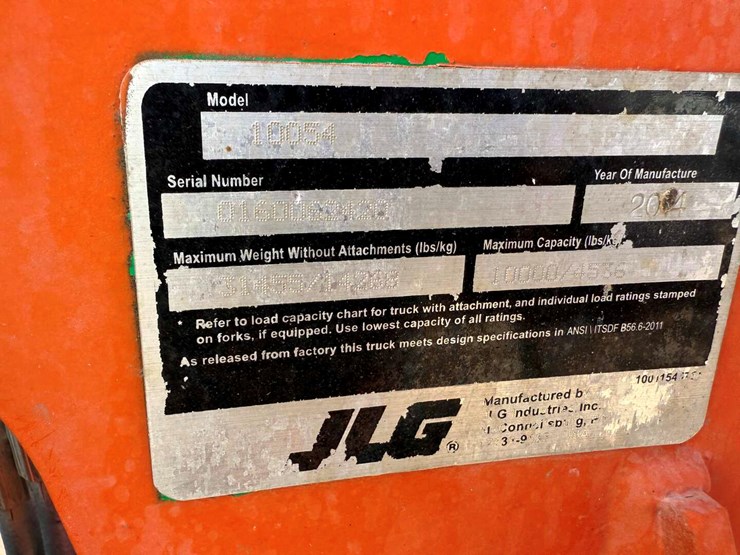 Model
10054
Serial Number
Year Of Manufacture
Maximum Weight Without Attachments (lbs/kg)
Maximum Capacity (lbs/kg)
10000/4536
* Refer to load capacity chart for truck with attachment, and individual load ratings stamped
on forks, if equipped. Use lowest capacity of all ratings.
As released from factory this truck meets design specifications in ANSI \ ITSDF B56.6-2011
JLG ®
Manufactured b
Inc.